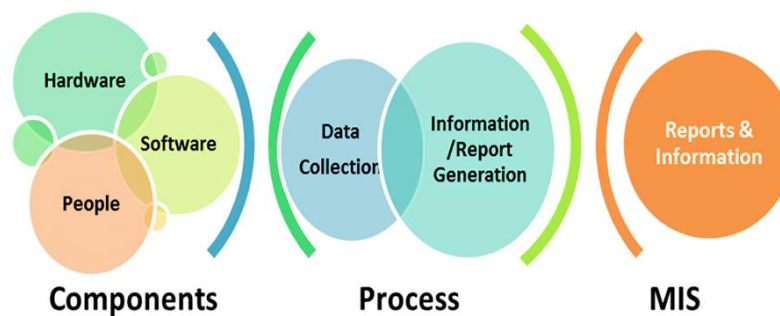 Hardware
Software
People
Components
Data
Collection
Information
/Report
Generation
Process
Reports &
Information
MIS